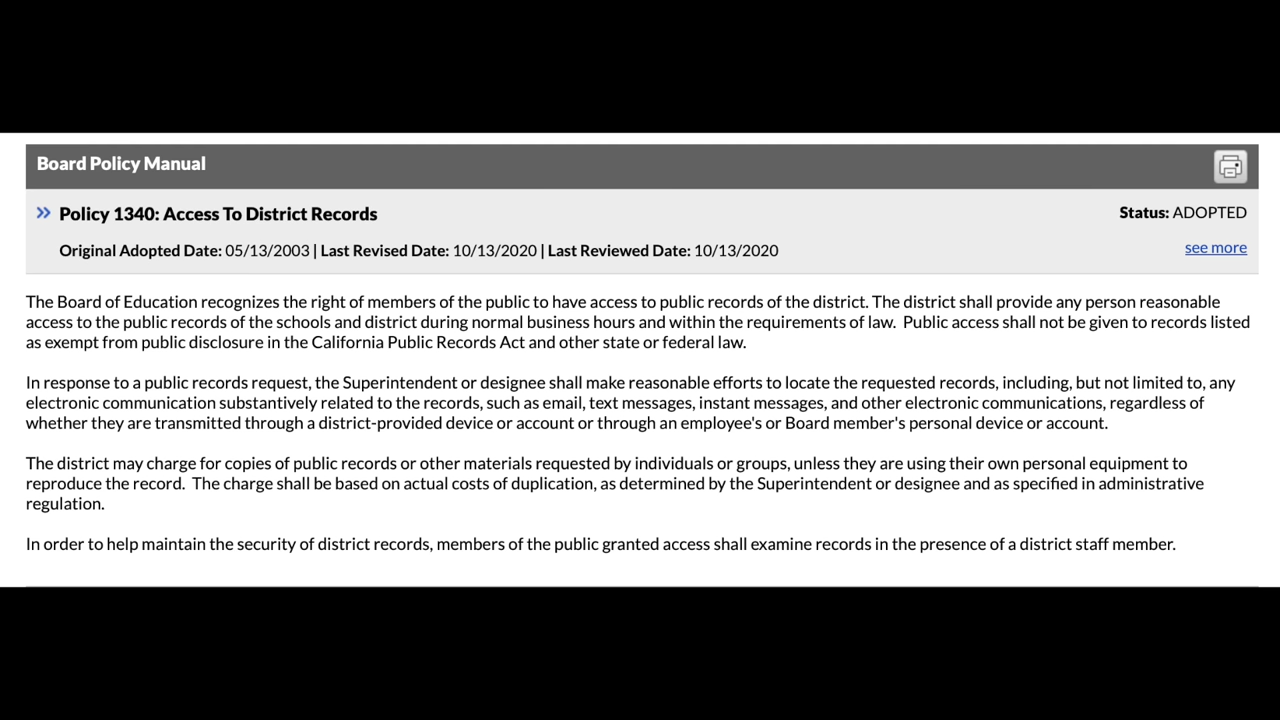 Board Policy Manual
Policy 1340: Access To District Records
Status: ADOPTED
Original Adopted Date: 05/13/2003 | Last Revised Date: 10/13/2020 | Last Reviewed Date: 10/13/2020
see more
The Board of Education recognizes the right of members of the public to have access to public records of the district. The district shall provide any person reasonable
access to the public records of the schools and district during normal business hours and within the requirements of law.  Public access shall not be given to records listed
as exempt from public disclosure in the California Public Records Act and other state or federal law.
In response to a public records request, the Superintendent or designee shall make reasonable efforts to locate the requested records, including, but not limited to, any
electronic communication substantively related to the records, such as email, text messages, instant messages, and other electronic communications, regardless of
whether they are transmitted through a district-provided device or account or through an employee's or Board member's personal device or account.
The district may charge for copies of public records or other materials requested by individuals or groups, unless they are using their own personal equipment to
reproduce the record.  The charge shall be based on actual costs of duplication, as determined by the Superintendent or designee and as specified in administrative
regulation.
In order to help maintain the security of district records, members of the public granted access shall examine records in the presence of a district staff member.